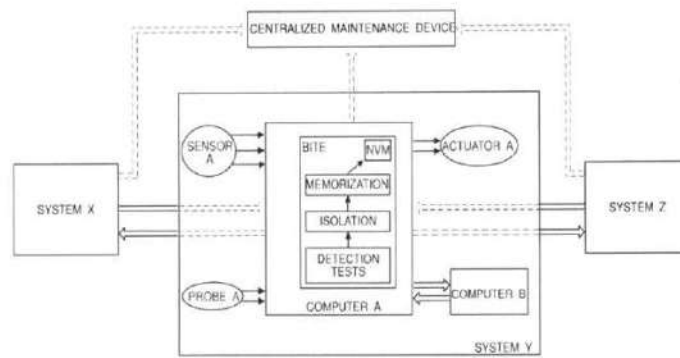 CENTRALIZED MAINTENANCE DEVICE
SENSOR
A
BITE
NVM
ACTUATOR A
MEMORIZATION
SYSTEM X
SYSTEM Z
ISOLATION
DETECTION
TESTS
PROBE A
COMPUTER A
COMPUTER B
SYSTEM Y